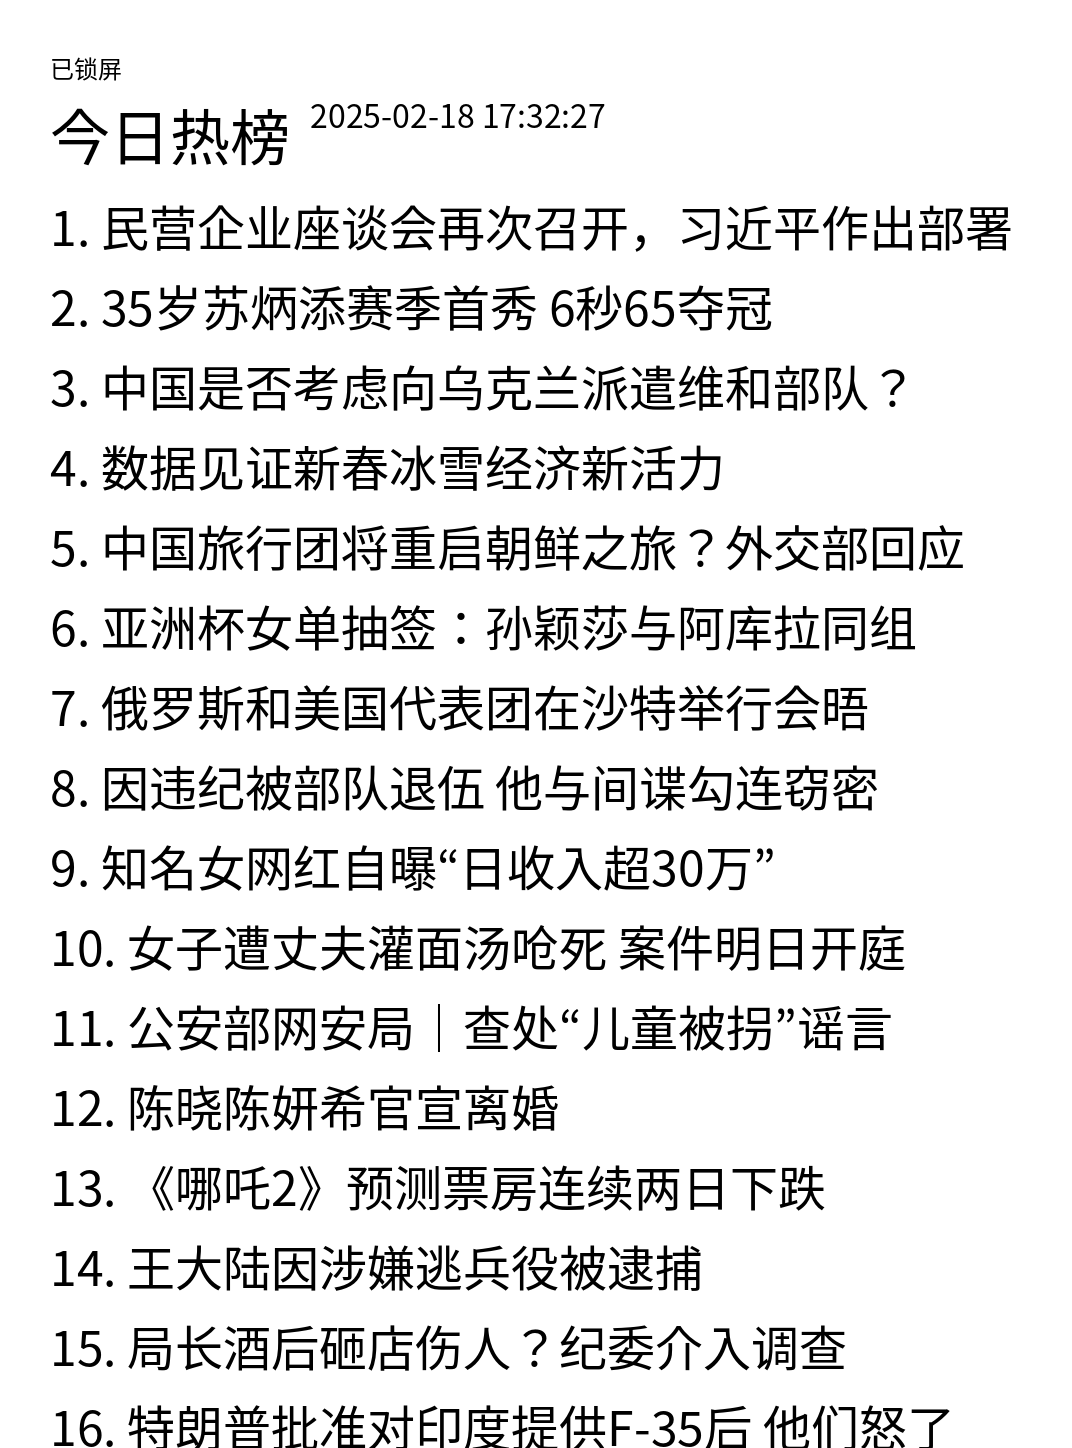 已锁屏
今日热榜 2025-02-18 17:32:27
1. 民营企业座谈会再次召开，习近平作出部署
2. 35岁苏炳添赛季首秀 6秒65夺冠
3. 中国是否考虑向乌克兰派遣维和部队？
4. 数据见证新春冰雪经济新活力
5. 中国旅行团将重启朝鲜之旅？外交部回应
6. 亚洲杯女单抽签：孙颖莎与阿库拉同组
7. 俄罗斯和美国代表团在沙特举行会晤
8. 因违纪被部队退伍 他与间谍勾连窃密
9. 知名女网红自曝“日收入超30万”
10. 女子遭丈夫灌面汤呛死 案件明日开庭
11. 公安部网安局｜查处“儿童被拐”谣言
12. 陈晓陈妍希官宣离婚
13. 《哪吒2》预测票房连续两日下跌
14. 王大陆因涉嫌逃兵役被逮捕
15. 局长酒后砸店伤人？纪委介入调查
16. 特朗普批准对印度提供F-35后 他们怒了